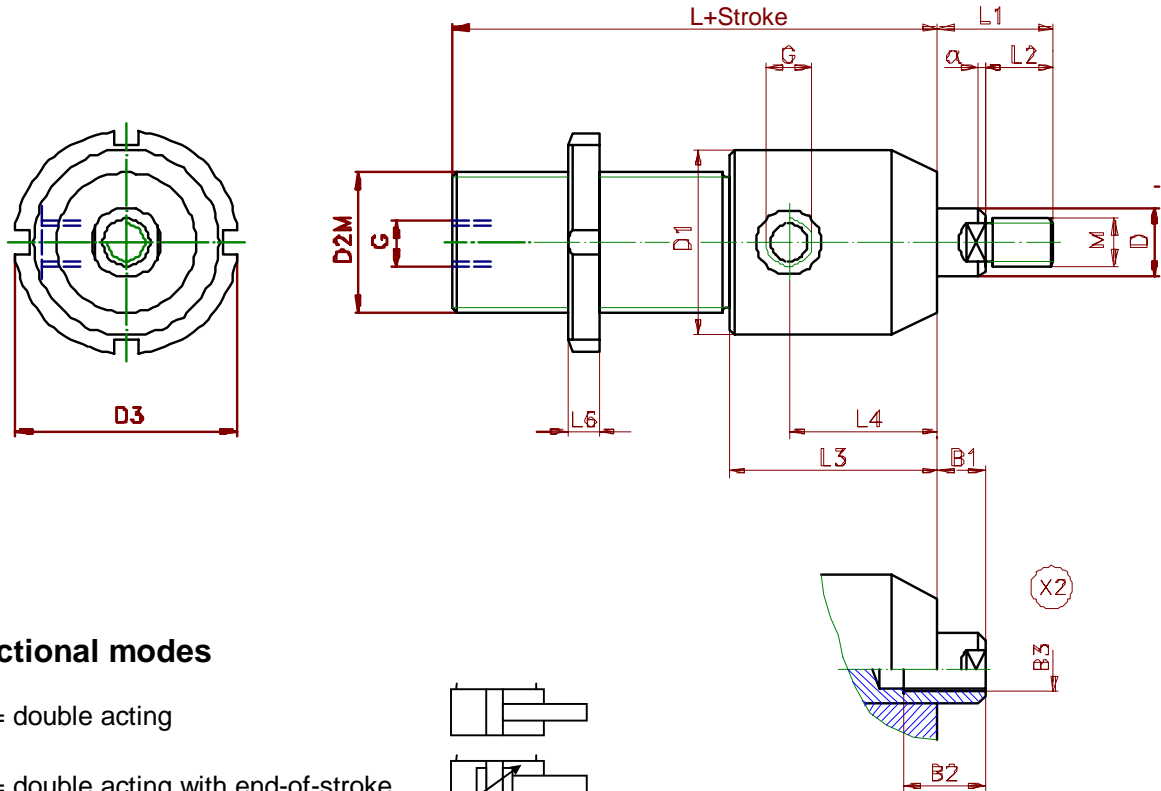 L+Stroke
L1
G
a
L2
D2M
G
D1
M
D
D3
L6
L4
L3
B1
X2
B3
B2
ctional modes
= double acting
= double acting with end-of-stroke